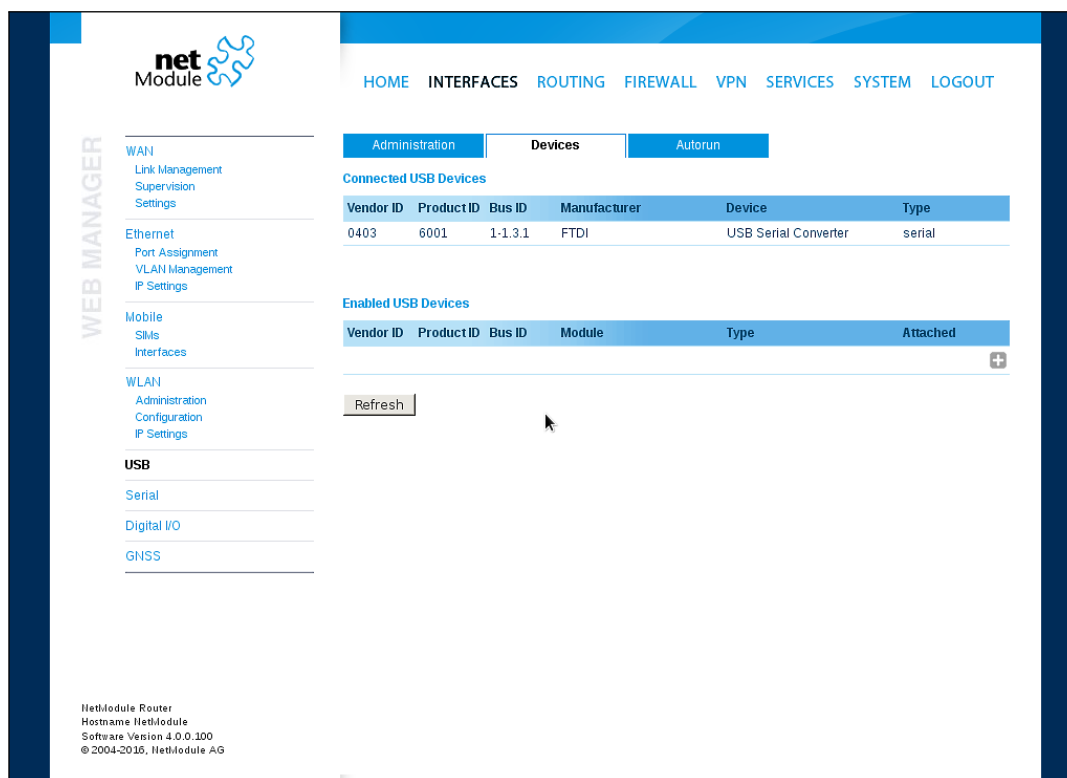 net
Module
HOME INTERFACES ROUTING FIREWALL VPN SERVICES SYSTEM LOGOUT
WEB MANAGER
WAN
Link Management
Supervision
Settings
Ethernet
Port Assignment
VLAN Management
IP Settings
Mobile
SIMs
Interfaces
WLAN
Administration
Configuration
IP Settings
USB
Serial
Digital I/O
GNSS
Administration Devices Autorun
Connected USB Devices
Vendor ID Product ID Bus ID Manufacturer Device Type
0403 6001 1-1.3.1 FTDI USB Serial Converter serial
Enabled USB Devices
Vendor ID Product ID Bus ID Module Type Attached
Refresh
NetModule Router
Hostname NetModule
Software Version 4.0.0.100
© 2004-2016, NetModule AG